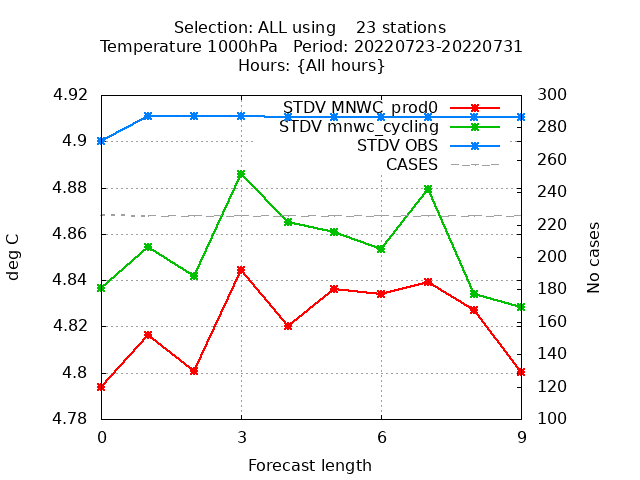 Selection: ALL using    23 stations
Temperature 1000hPa   Period: 20220723-20220731
Hours: {All hours}
4.92
4.9
4.88
4.86
4.84
4.82
4.8
4.78
deg C
STDV MNWC_prod0
STDV mnwc_cycling
STDV OBS
CASES
300
280
260
240
220
200
180
160
140
120
100
No cases
0 3 6 9
Forecast length